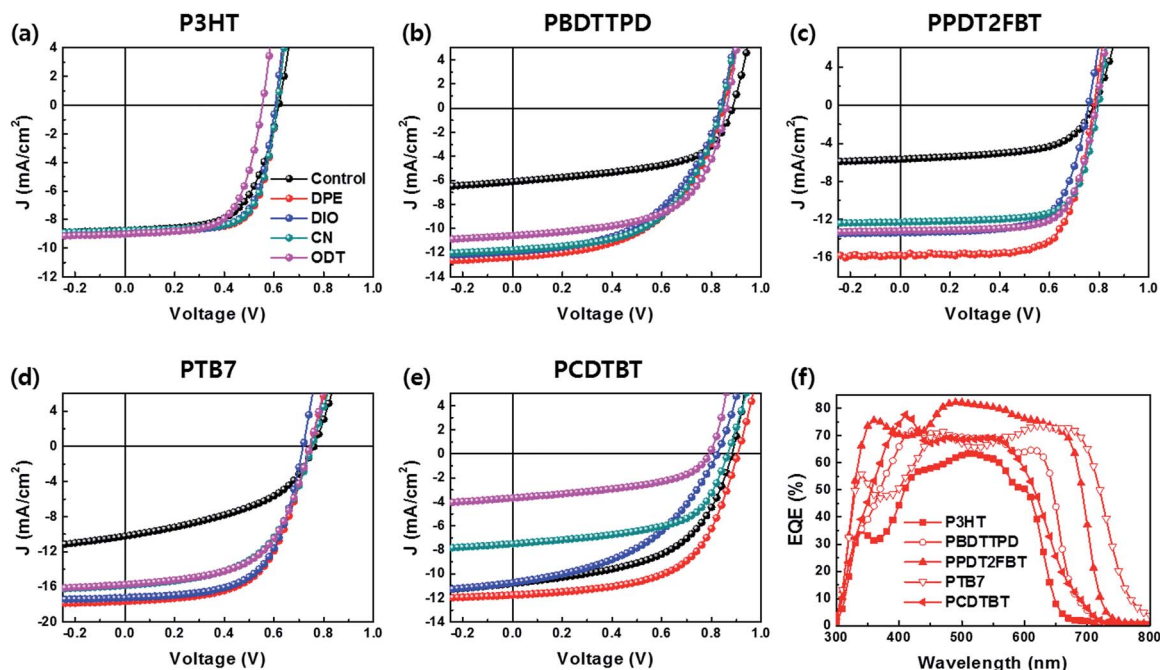 (a) P3HT
4
2
0
-2
-4
-6
-8
-10
-12
J (mA/cm²)
Control
DPE
DIO
CN
ODT
-0.2 0.0 0.2 0.4 0.6 0.8 1.0
Voltage (V)
(b) PBDTTPD
4
2
0
-2
-4
-6
-8
-10
-12
-14
J (mA/cm²)
-0.2 0.0 0.2 0.4 0.6 0.8 1.0
Voltage (V)
(c) PPDT2FBT
4
0
-4
-8
-12
-16
J (mA/cm²)
-0.2 0.0 0.2 0.4 0.6 0.8 1.0
Voltage (V)
(d) PTB7
4
0
-4
-8
-12
-16
-20
J (mA/cm²)
-0.2 0.0 0.2 0.4 0.6 0.8 1.0
Voltage (V)
(e) PCDTBT
4
2
0
-2
-4
-6
-8
-10
-12
-14
J (mA/cm²)
-0.2 0.0 0.2 0.4 0.6 0.8 1.0
Voltage (V)
(f)
80
70
60
50
40
30
20
10
0
EQE (%)
P3HT
PBDTTPD
PPDT2FBT
PTB7
PCDTBT
300 400 500 600 700 800
Wavelength (nm)